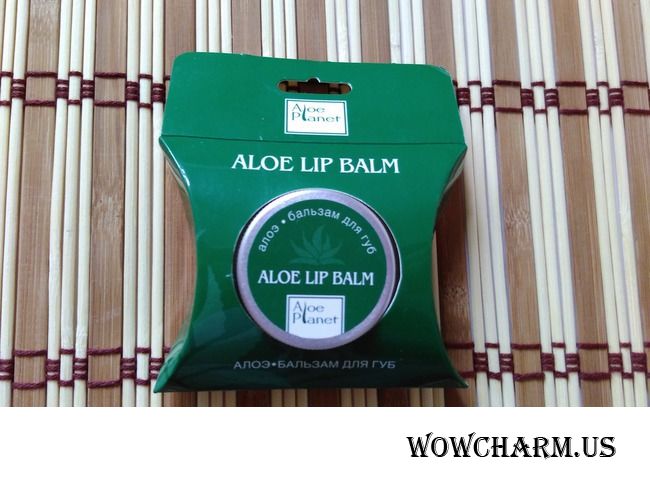 Aloe
Planet
ALOE LIP BALM
алоэ • бальзам для губ
ALOE LIP BALM
Aloe
Planet
АЛОЭ•БАЛЬЗАМ ДЛЯ ГУБ
WOWCHARM.US